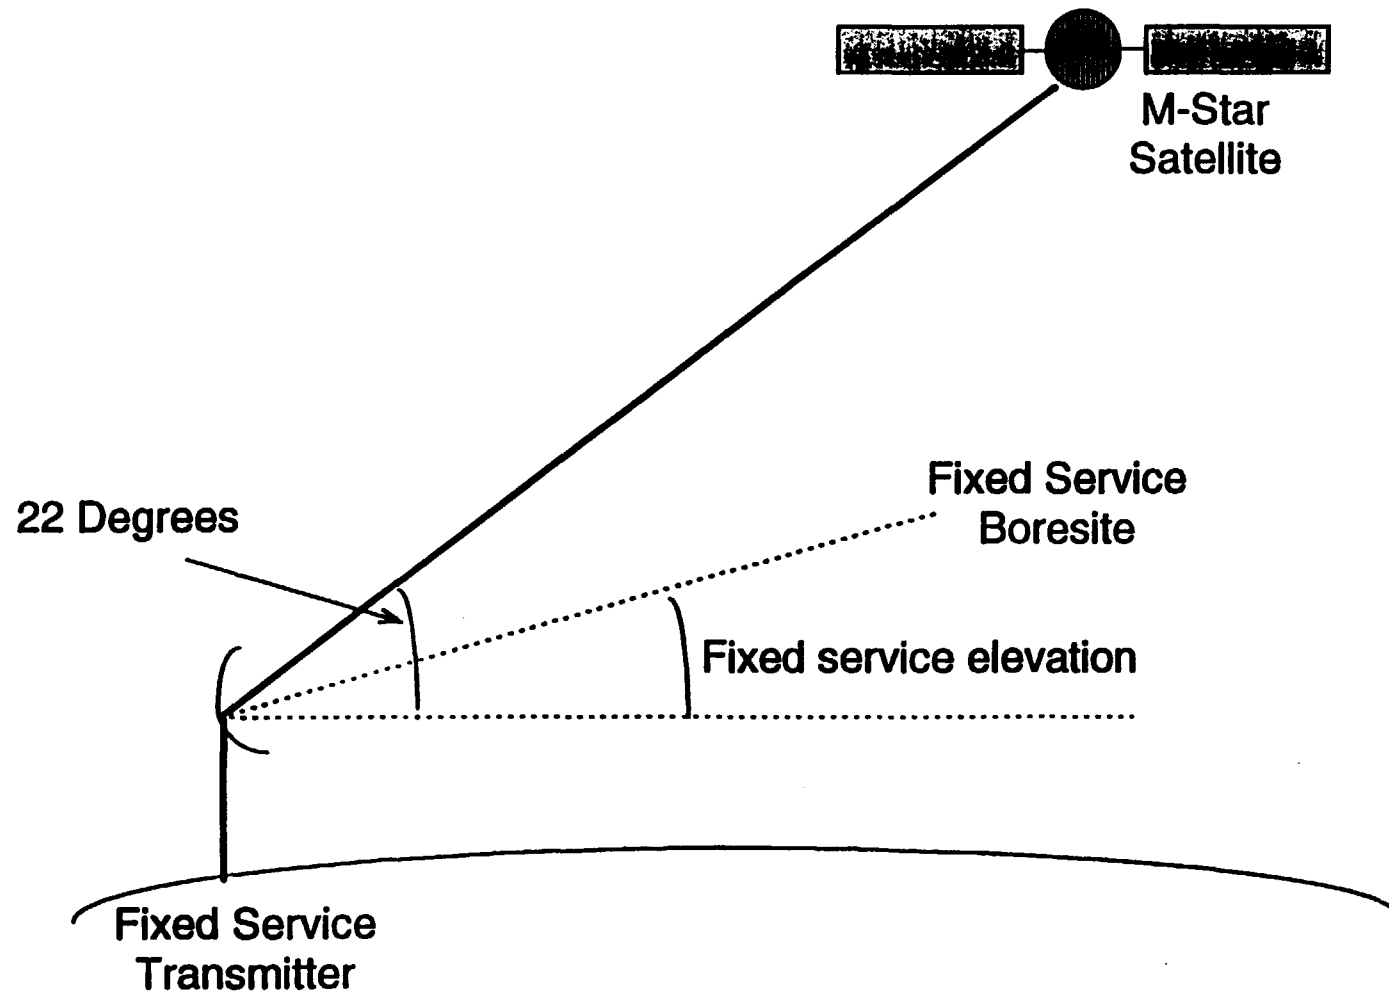 M-Star
Satellite
Fixed Service
Boresite
22 Degrees
Fixed service elevation
Fixed Service
Transmitter